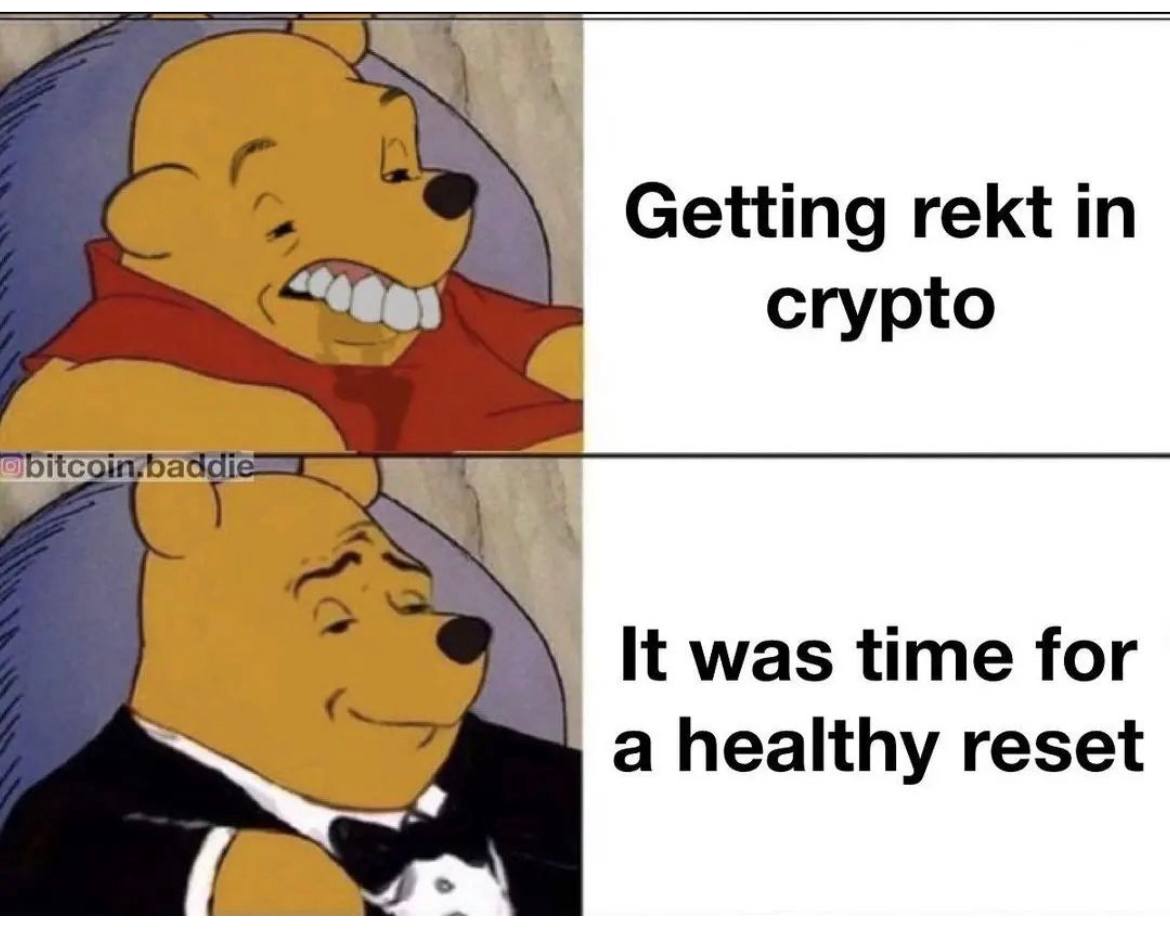 Getting rekt in
crypto
bitcoin.baddie
It was time for
a healthy reset